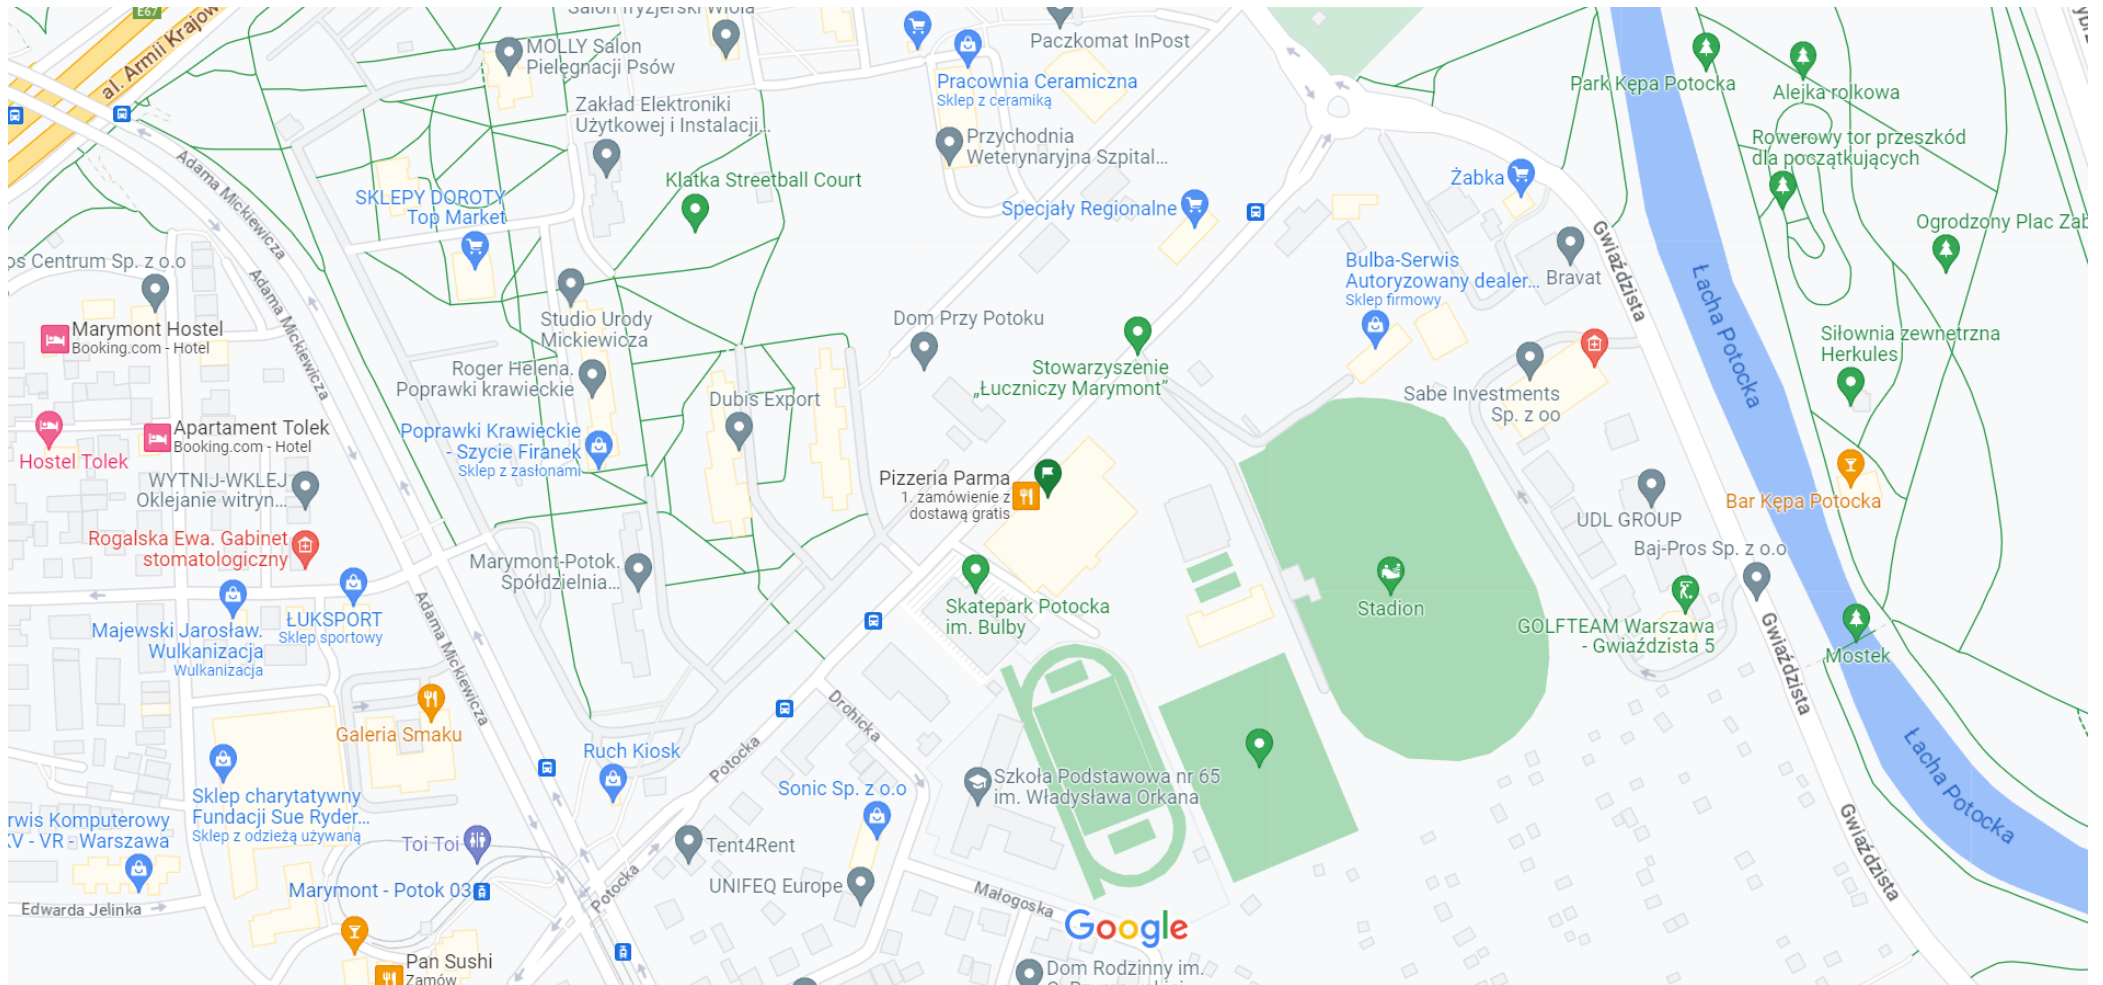 E67
al. Armii Krajow
Salon fryzjerski Wiola
MOLLY Salon
Pielęgnacji Psów
Paczkomat InPost
Pracownia Ceramiczna
Sklep z ceramiką
Park Kępa Potocka
Alejka rolkowa
Zakład Elektroniki
Użytkowej i Instalacji...
Przychodnia
Weterynaryjna Szpital...
Rowerowy tor przeszkód
dla początkujących
Adama Mickiewicza
SKLEPY DOROTY
Top Market
Klatka Streetball Court
Specjały Regionalne
Żabka
Gwiaździsta
Ogrodzony Plac Zab
os Centrum Sp. z o.o
Adama Mickiewicza
Bulba-Serwis
Autoryzowany dealer...
Sklep firmowy
Bravat
Łacha Potocka
Marymont Hostel
Booking.com - Hotel
Studio Urody
Mickiewicza
Dom Przy Potoku
Siłownia zewnętrzna
Herkules
Roger Helena.
Poprawki krawieckie
Stowarzyszenie
„Łuczniczy Marymont”
Sabe Investments
Sp. z oo
Dubis Export
Apartament Tolek
Booking.com - Hotel
Hostel Tolek
Poprawki Krawieckie
- Szycie Firanek
Sklep z zasłonami
WYTNIJ-WKLEJ
Oklejanie witryn...
Pizzeria Parma
1. zamówienie z
dostawą gratis
Bar Kępa Potocka
UDL GROUP
Rogalska Ewa. Gabinet
stomatologiczny
Marymont-Potok.
Spółdzielnia...
Baj-Pros Sp. z o.o
Skatepark Potocka
im. Bulby
Stadion
ŁUKSPORT
Sklep sportowy
Majewski Jarosław.
Wulkanizacja
Wulkanizacja
Adama Mickiewicza
GOLFTEAM Warszawa
- Gwiaździsta 5
Gwiaździsta
Mostek
Galeria Smaku
Drohicka
Potocka
Ruch Kiosk
Łacha Potocka
Sklep charytatywny
Fundacji Sue Ryder...
Sklep z odzieżą używaną
Sonic Sp. z o.o
Szkoła Podstawowa nr 65
im. Władysława Orkana
rwis Komputerowy
KV - VR - Warszawa
Toi Toi
Tent4Rent
Gwiaździsta
Marymont - Potok 03
Potocka
UNIFEQ Europe
Małogoska
Edwarda Jelinka
Google
Pan Sushi
Zamów
Dom Rodzinny im.